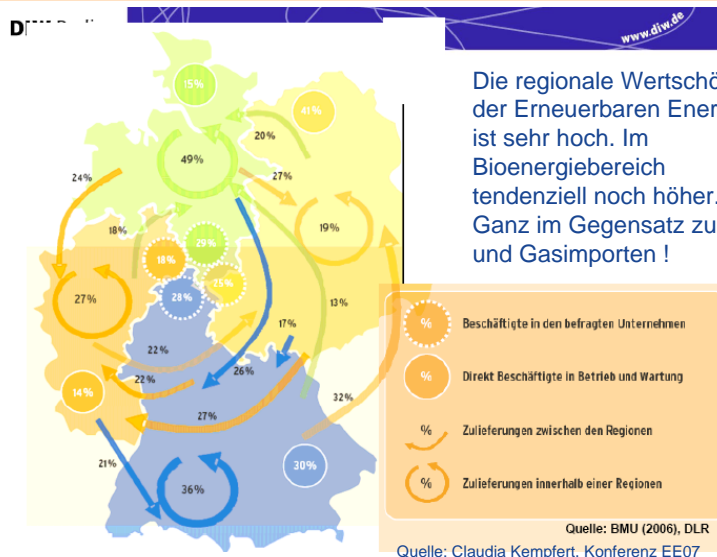 www.diw.de
Die regionale
der Erneuerbaren
ist sehr hoch. Im
Bioenergiebereich
tendenziell noch höher.
Ganz im Gegensatz zu
und Gasimporten !
15%
41%
20%
49%
24%
27%
18%
19%
29%
18%
25%
28%
27%
13%
17%
22%
26%
22%
14%
32%
27%
21%
30%
36%
% Beschäftigte in den befragten Unternehmen
% Direkt Beschäftigte in Betrieb und Wartung
% Zulieferungen zwischen den Regionen
% Zulieferungen innerhalb einer Regionen
Quelle: BMU (2006), DLR
Quelle: Claudia Kempfert, Konferenz EE07